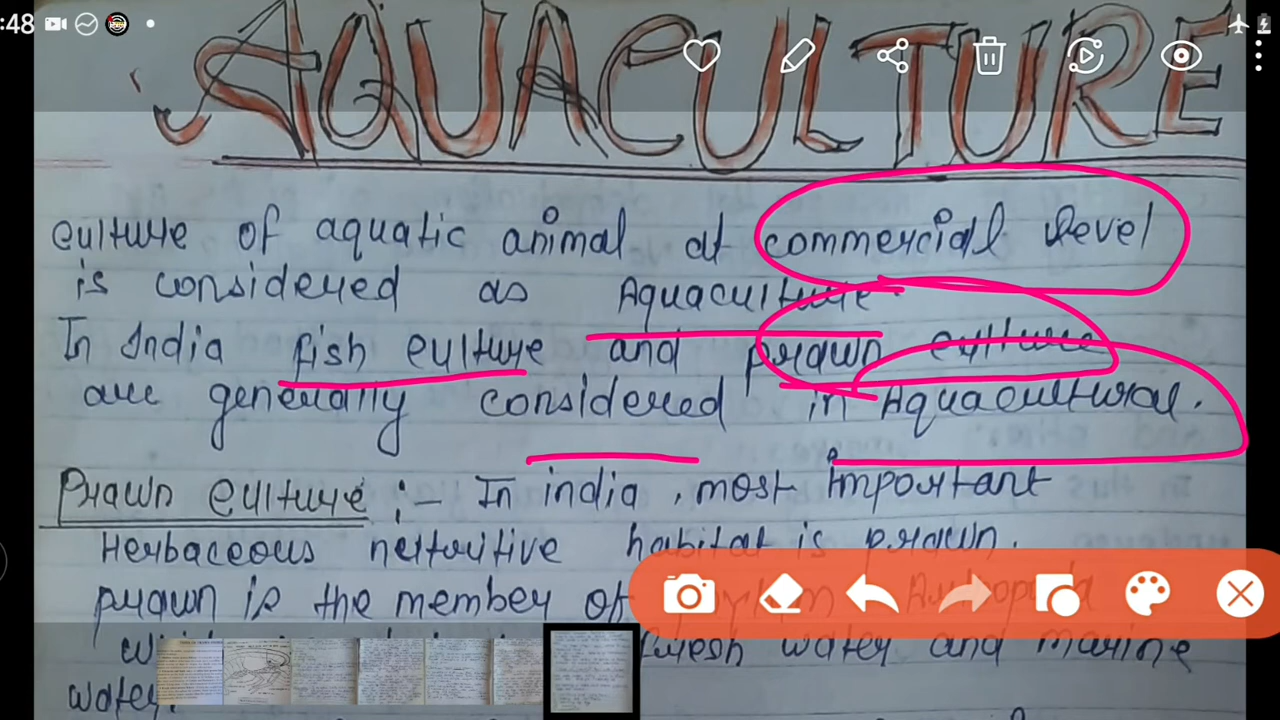 :48
AQUACULTURE
culture of aquatic animal at commercial level
is considered as Aquaculture.
In India fish culture and prawn culture
are generally considered in Aquacultural.
Prawn culture :- In india, most important
Herbaceous habitat is prawn.
prawn is the member of
fresh water and marine
water.